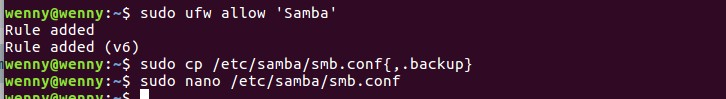 wenny@wenny:~$ sudo ufw allow 'Samba'
Rule added
Rule added (v6)
wenny@wenny:~$ sudo cp /etc/samba/smb.conf{,.backup}
wenny@wenny:~$ sudo nano /etc/samba/smb.conf
wenny@wenny:~$